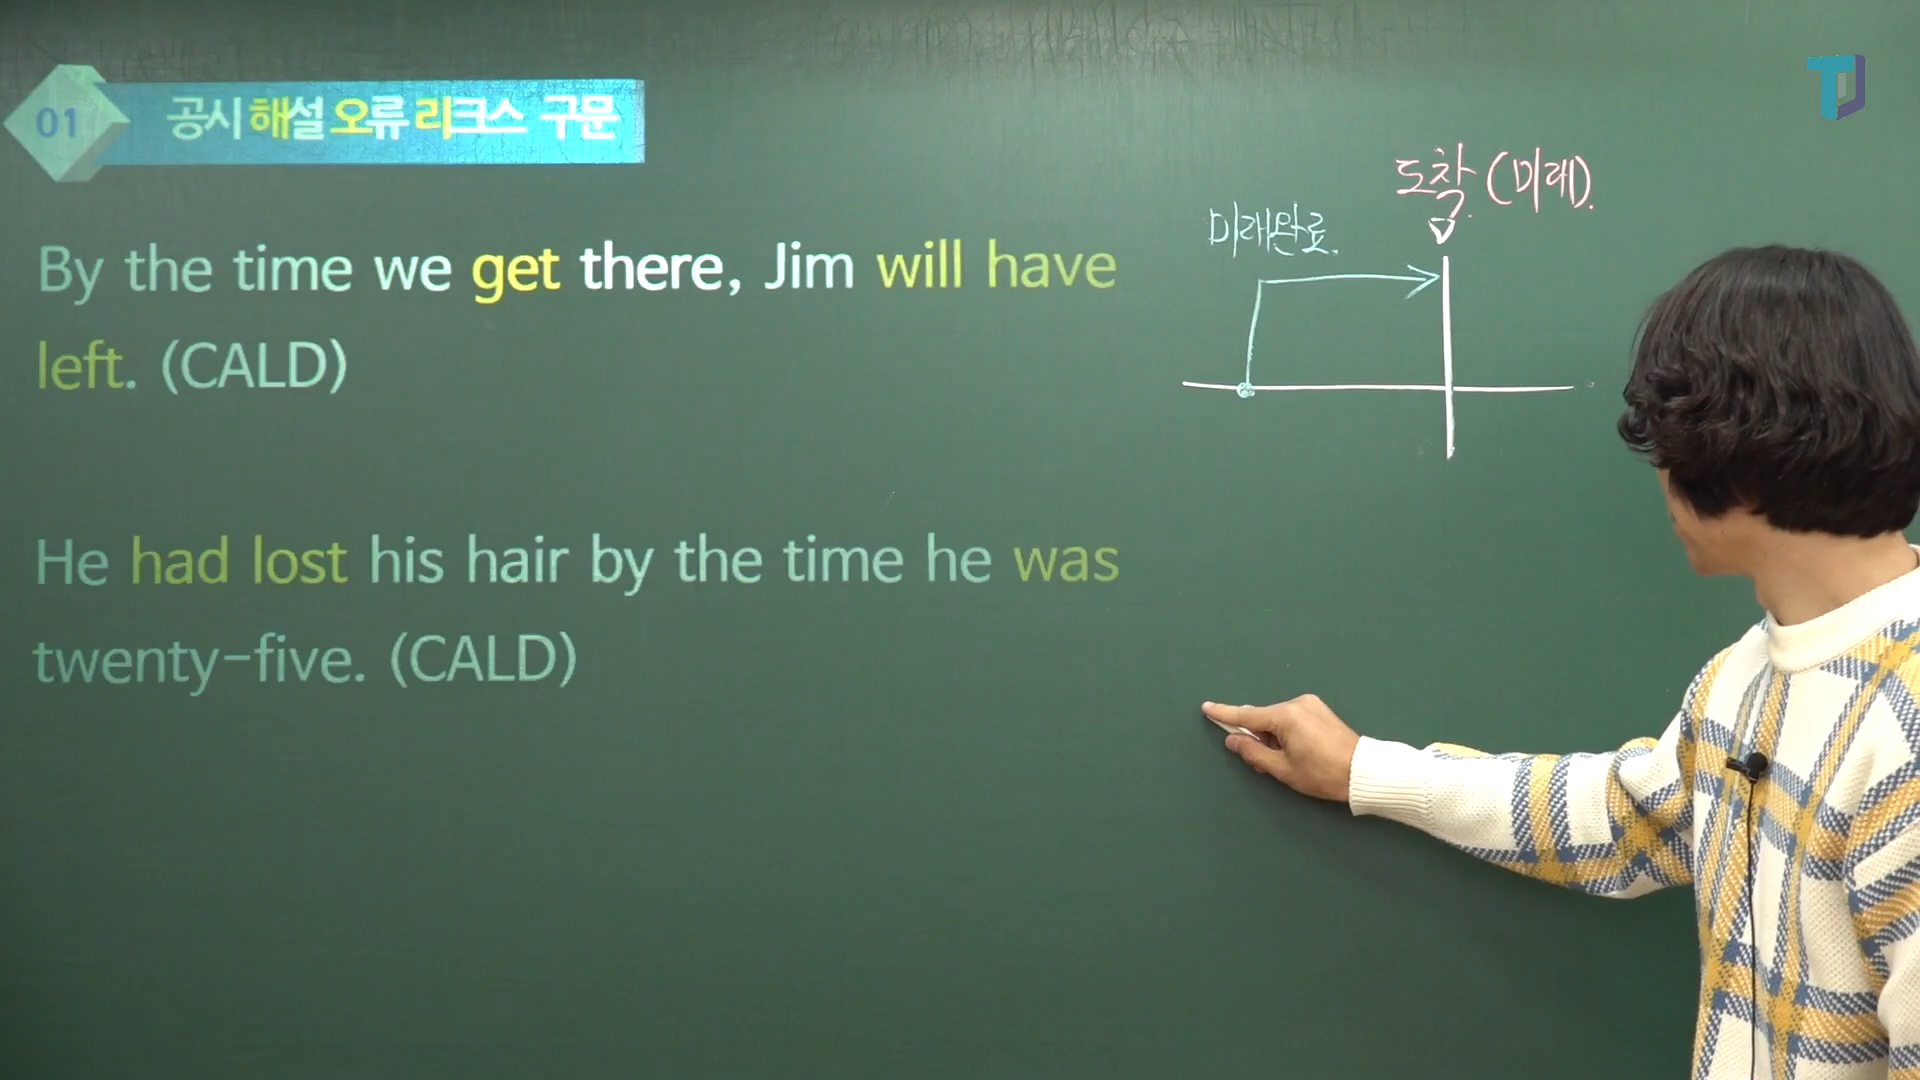 01 공시 해설 오류 리크스 구문
By the time we get there, Jim will have
left. (CALD)
He had lost his hair by the time he was
twenty-five. (CALD)
도착 (미래).
미래완료.
TJ